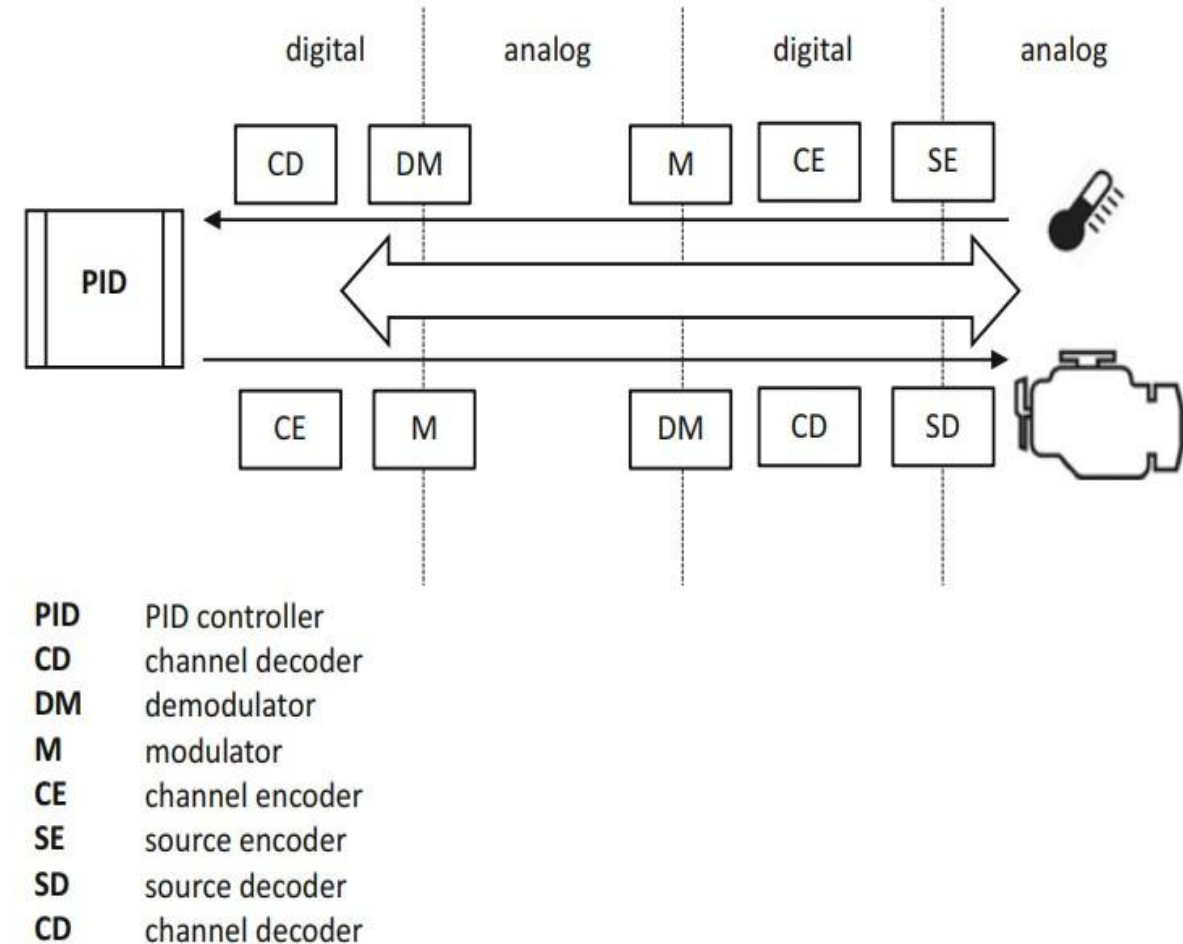 digital analog digital analog
CD DM M CE SE
PID
CE M DM CD SD
PID PID controller
CD channel decoder
DM demodulator
M modulator
CE channel encoder
SE source encoder
SD source decoder
CD channel decoder